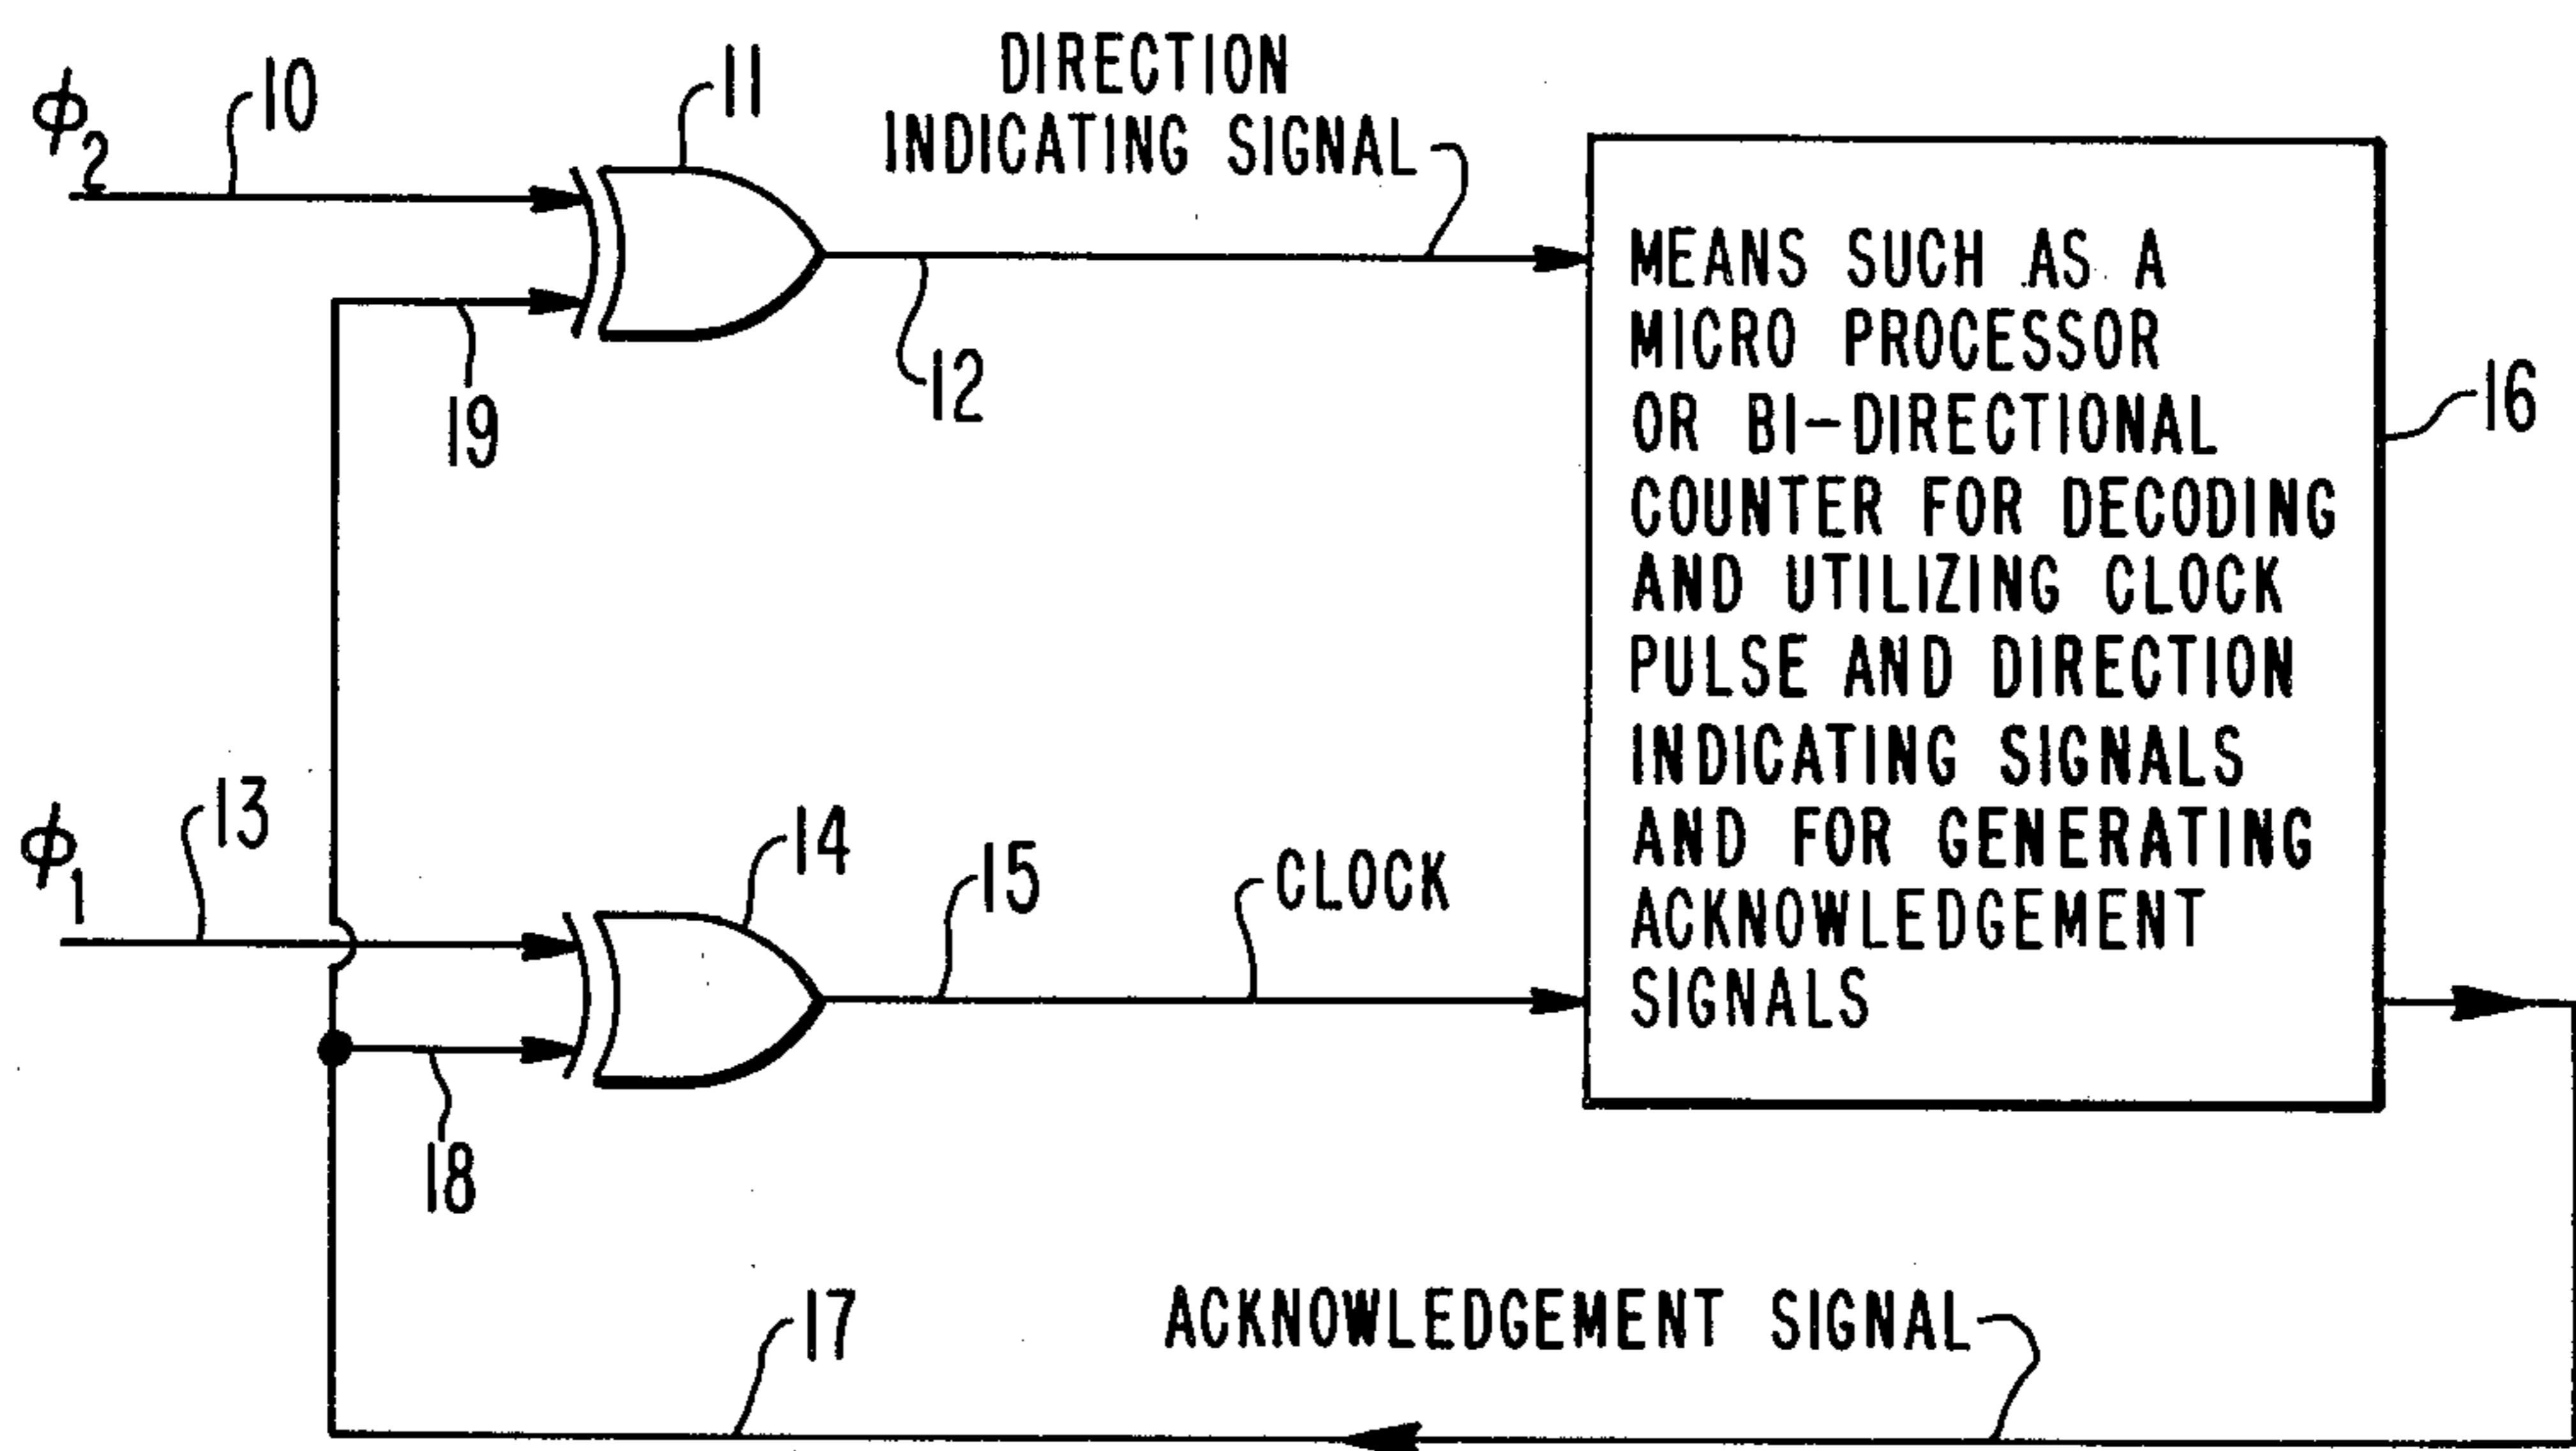 DIRECTION
INDICATING SIGNAL
ϕ2
10
11
12
19
MEANS SUCH AS A
MICRO PROCESSOR
OR BI-DIRECTIONAL
COUNTER FOR DECODING
AND UTILIZING CLOCK
PULSE AND DIRECTION
INDICATING SIGNALS
AND FOR GENERATING
ACKNOWLEDGEMENT
SIGNALS
16
ϕ1
13
14
15
CLOCK
18
17
ACKNOWLEDGEMENT SIGNAL